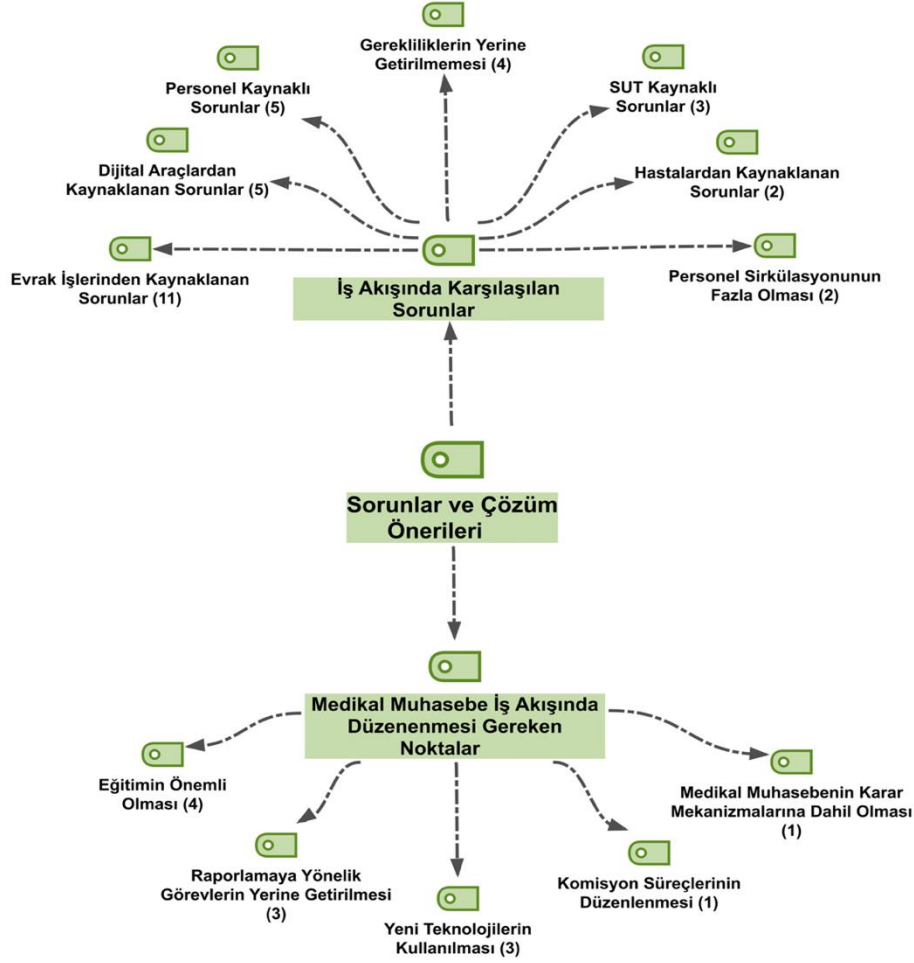 Gerekliliklerin Yerine
Getirilmemesi (4)
Personel Kaynaklı
Sorunlar (5)
SUT Kaynaklı
Sorunlar (3)
Dijital Araçlardan
Kaynaklanan Sorunlar (5)
Hastalardan Kaynaklanan
Sorunlar (2)
Evrak İşlerinden Kaynaklanan
Sorunlar (11)
Personel Sirkülasyonunun
Fazla Olması (2)
İş Akışında Karşılaşılan
Sorunlar
Sorunlar ve Çözüm
Önerileri
Medikal Muhasebe İş Akışında
Düzenenmesi Gereken
Noktalar
Eğitimin Önemli
Olması (4)
Medikal Muhasebenin Karar
Mekanizmalarına Dahil Olması
(1)
Raporlamaya Yönelik
Görevlerin Yerine Getirilmesi
(3)
Komisyon Süreçlerinin
Düzenlenmesi (1)
Yeni Teknolojilerin
Kullanılması (3)